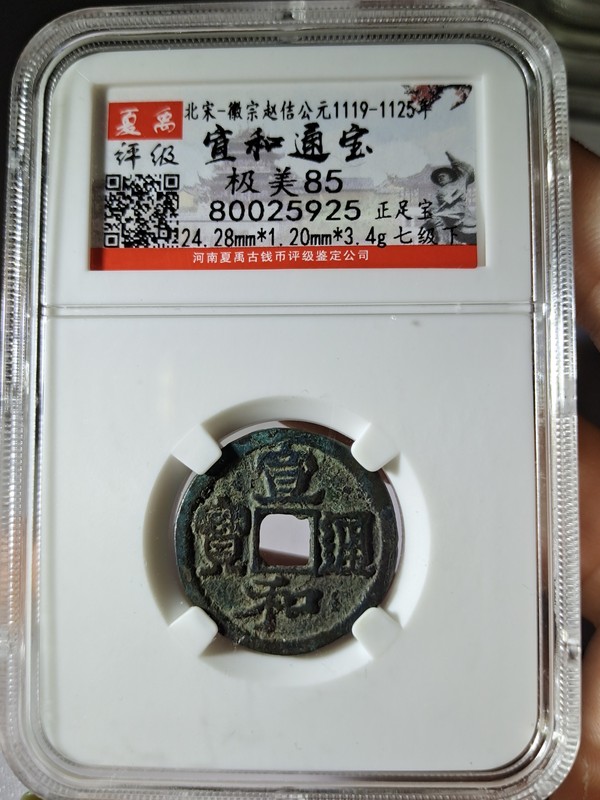 夏禹
评级
北宋-徽宗赵佶公元1119-1125年
宣和通宝
极美85
80025925 正足宝
24.28mm*1.20mm*3.4g 七级下
河南夏禹古钱币评级鉴定公司
宣
寶 通
和